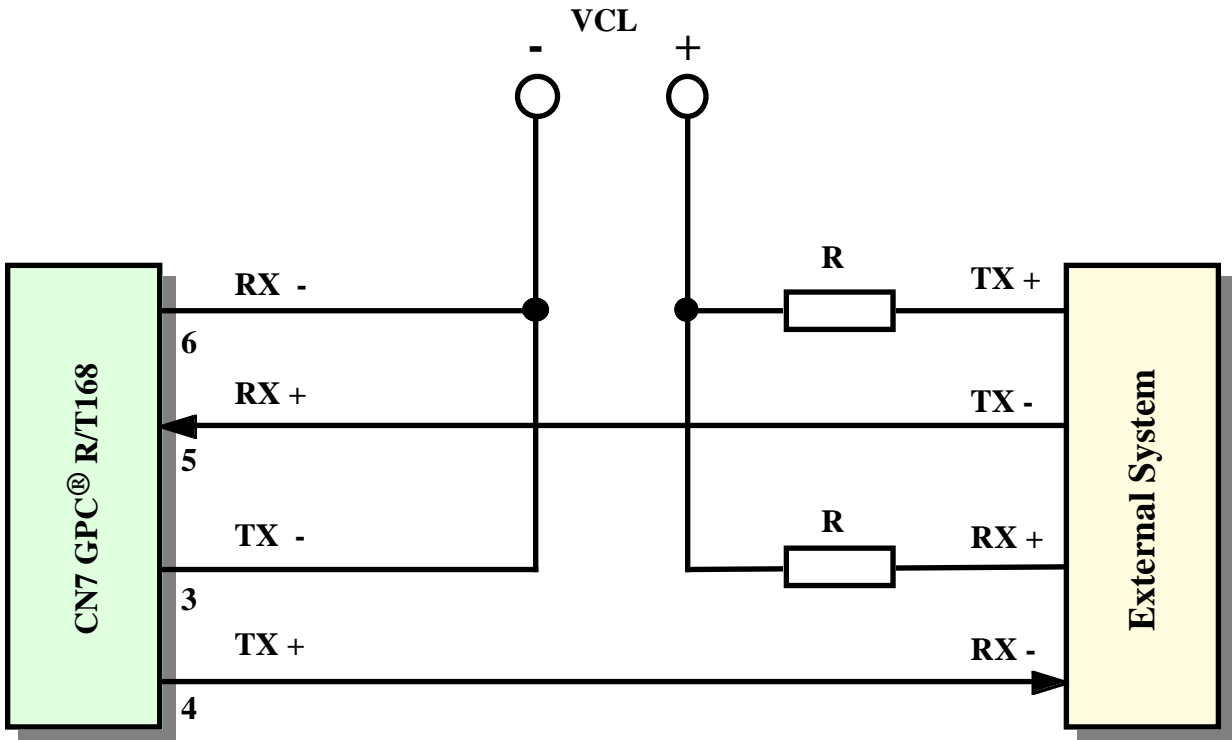 VCL
- +
R
RX - TX +
6
RX + TX -
5
R
TX - RX +
3
TX + RX -
4
CN7 GPC® R/T168
External System